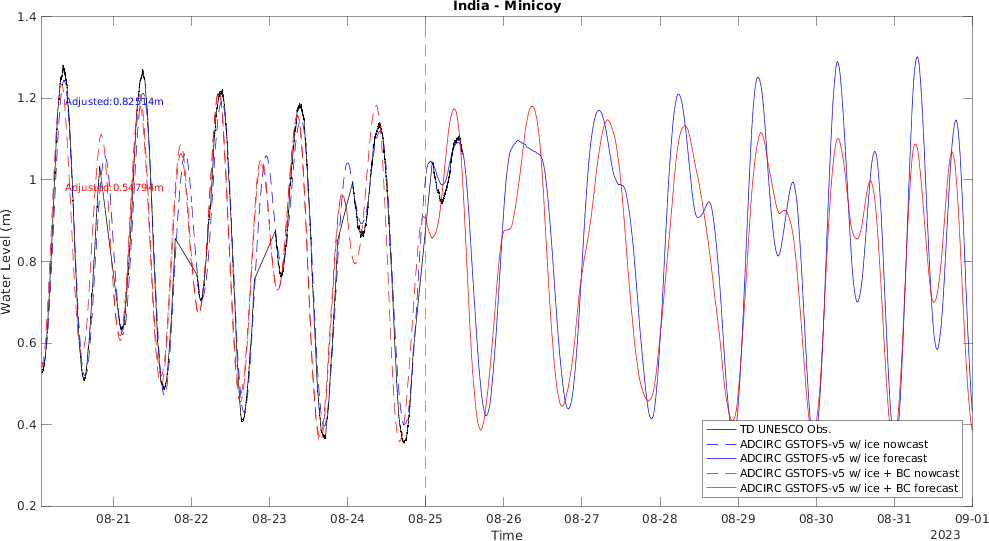 India - Minicoy
1.4
1.2
1
0.8
0.6
0.4
0.2
Water Level (m)
Adjusted:0.82514m
Adjusted:0.54794m
TD UNESCO Obs.
ADCIRC GSTOFS-v5 w/ ice nowcast
ADCIRC GSTOFS-v5 w/ ice forecast
ADCIRC GSTOFS-v5 w/ ice + BC nowcast
ADCIRC GSTOFS-v5 w/ ice + BC forecast
08-21 08-22 08-23 08-24 08-25 08-26 08-27 08-28 08-29 08-30 08-31 09-01
Time
2023